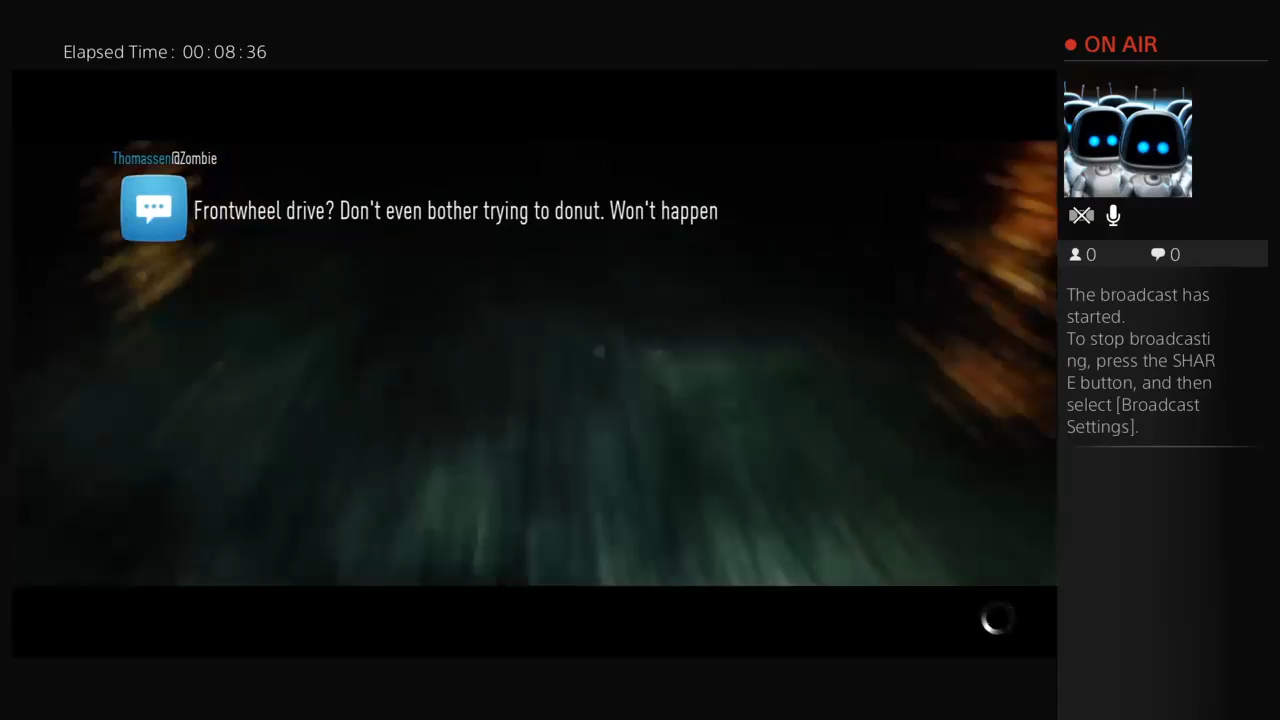 Elapsed Time: 00:08:36
ON AIR
Thomassen@Zombie
Frontwheel drive? Don't even bother trying to donut. Won't happen
0 0
The broadcast has
started.
To stop broadcasti
ng, press the SHAR
E button, and then
select [Broadcast
Settings].